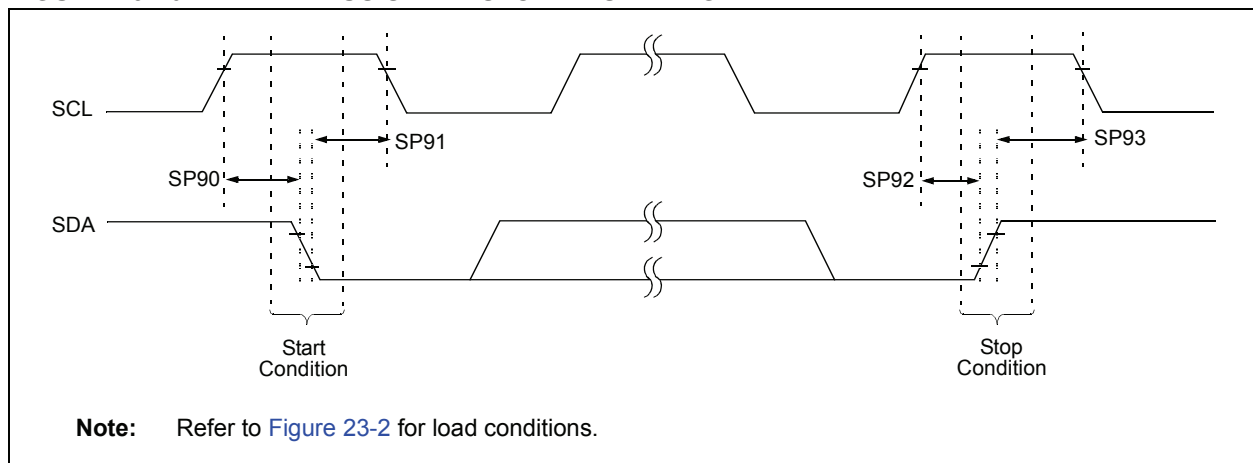 SCL
SP91
SP93
SP90
SP92
SDA
Start
Condition
Stop
Condition
Note: Refer to Figure 23-2 for load conditions.